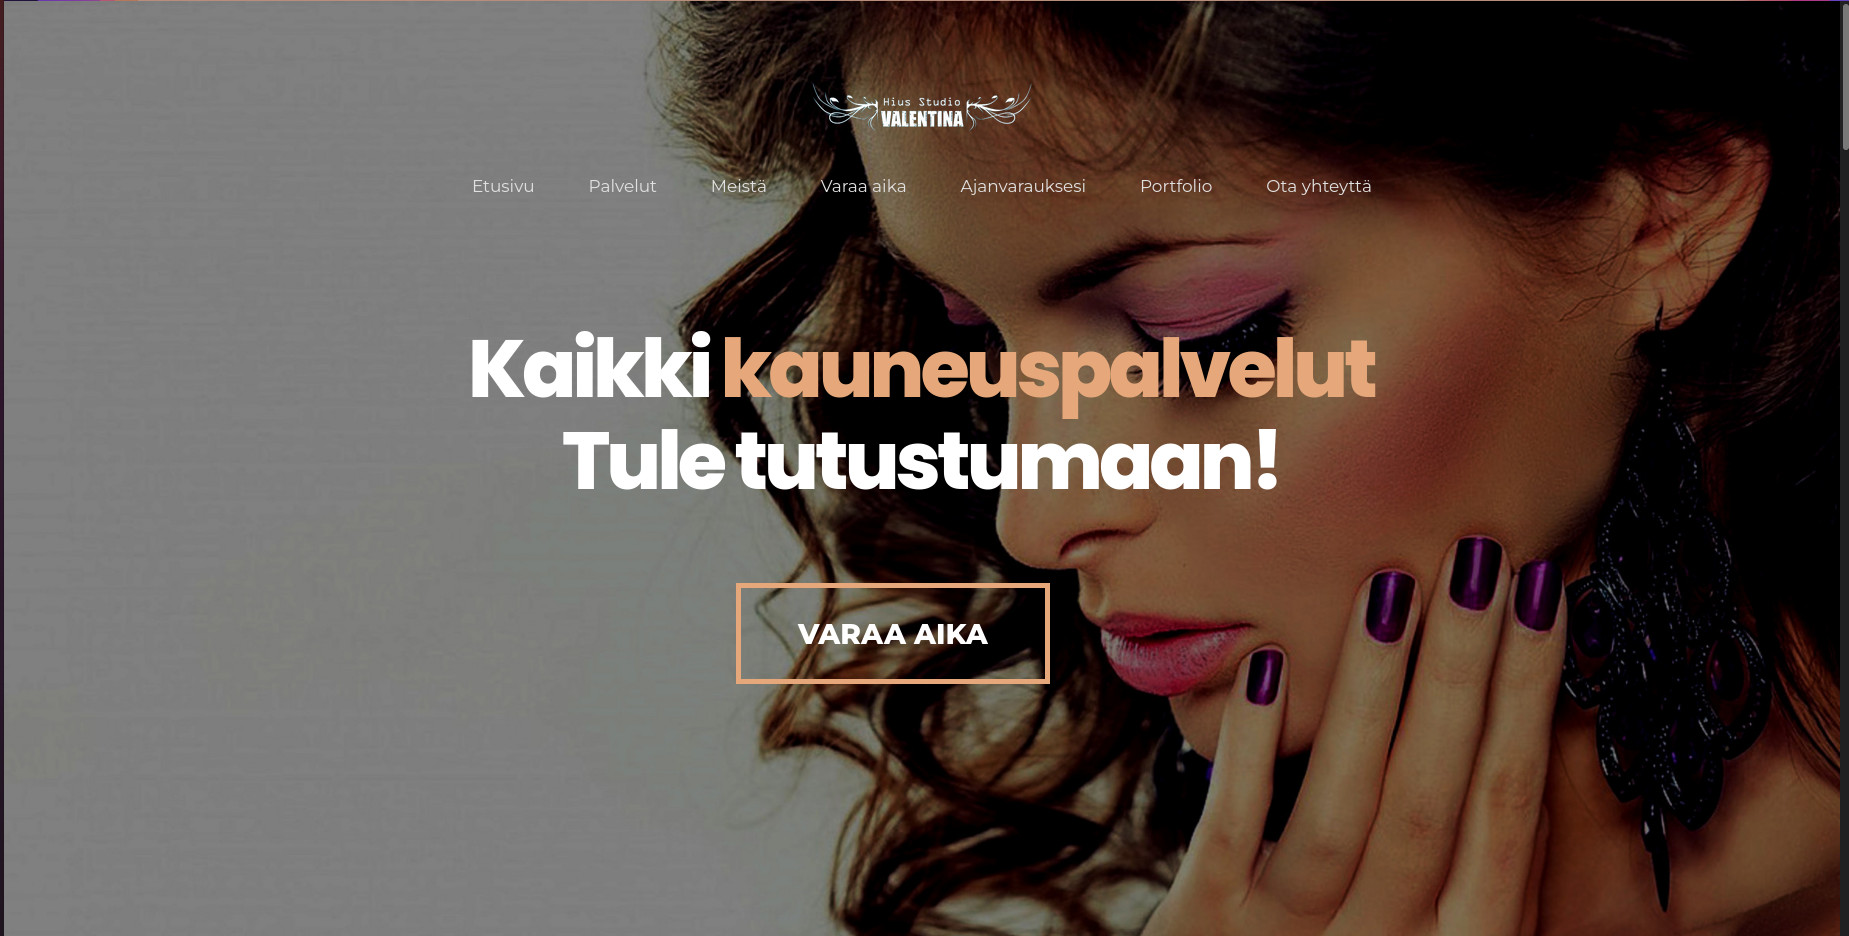 Hius Studio
VALENTINA
Etusivu Palvelut Meistä Varaa aika Ajanvarauksesi Portfolio Ota yhteyttä
Kaikki kauneuspalvelut
Tule tutustumaan!
VARAA AIKA